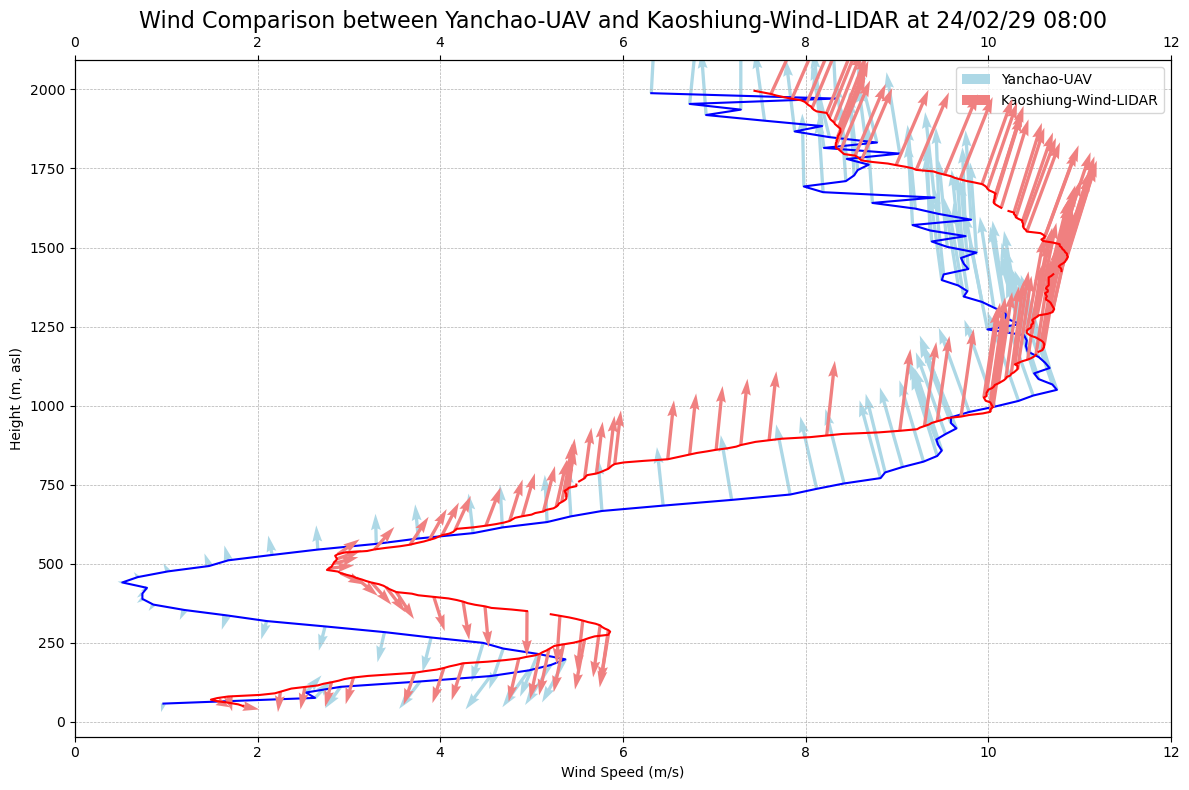 Wind Comparison between Yanchao-UAV and Kaoshiung-Wind-LIDAR at 24/02/29 08:00
0 2 4 6 8 10 12
Yanchao-UAV
Kaoshiung-Wind-LIDAR
2000
1750
1500
1250
1000
750
500
250
0
Height (m, asl)
0 2 4 6 8 10 12
Wind Speed (m/s)